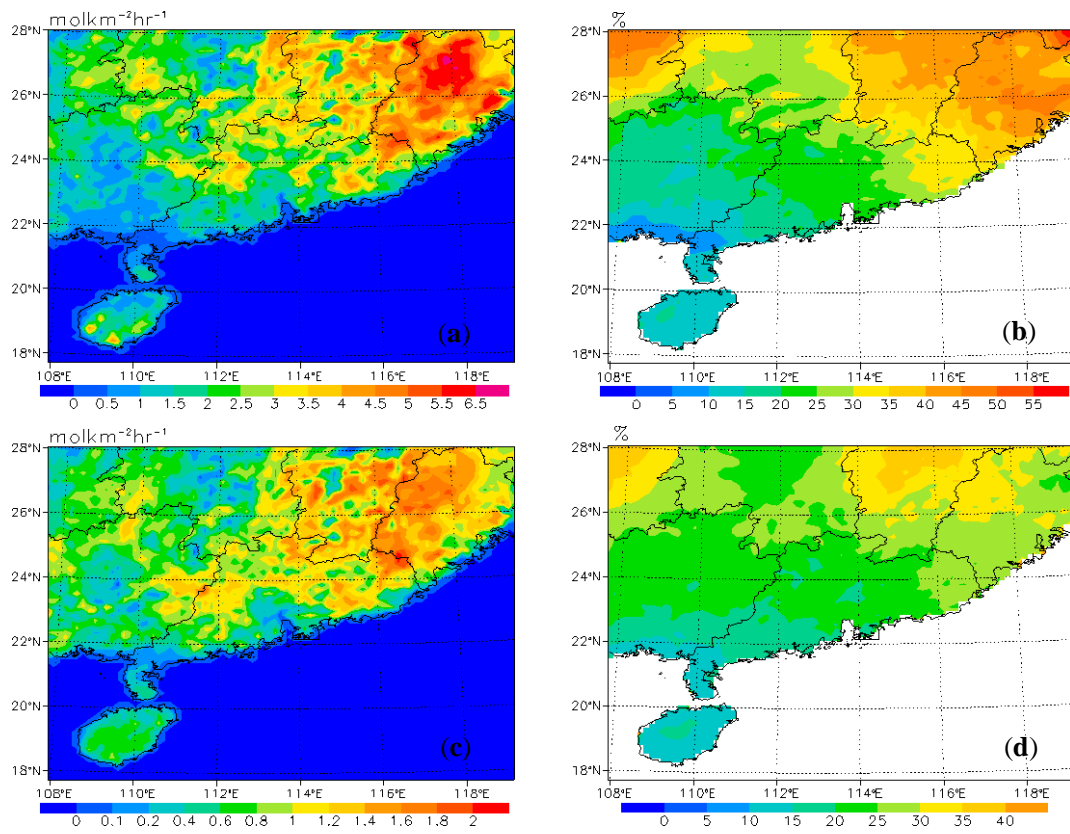 molkm⁻²hr⁻¹
28°N
26°N
24°N
22°N
20°N
18°N
108°E 110°E 112°E 114°E 116°E 118°E
(a)
0 0.5 1 1.5 2 2.5 3 3.5 4 4.5 5 5.5 6.5
%
28°N
26°N
24°N
22°N
20°N
18°N
108°E 110°E 112°E 114°E 116°E 118°E
(b)
0 5 10 15 20 25 30 35 40 45 50 55
molkm⁻²hr⁻¹
28°N
26°N
24°N
22°N
20°N
18°N
108°E 110°E 112°E 114°E 116°E 118°E
(c)
0 0.1 0.2 0.4 0.6 0.8 1 1.2 1.4 1.6 1.8 2
%
28°N
26°N
24°N
22°N
20°N
18°N
108°E 110°E 112°E 114°E 116°E 118°E
(d)
0 5 10 15 20 25 30 35 40